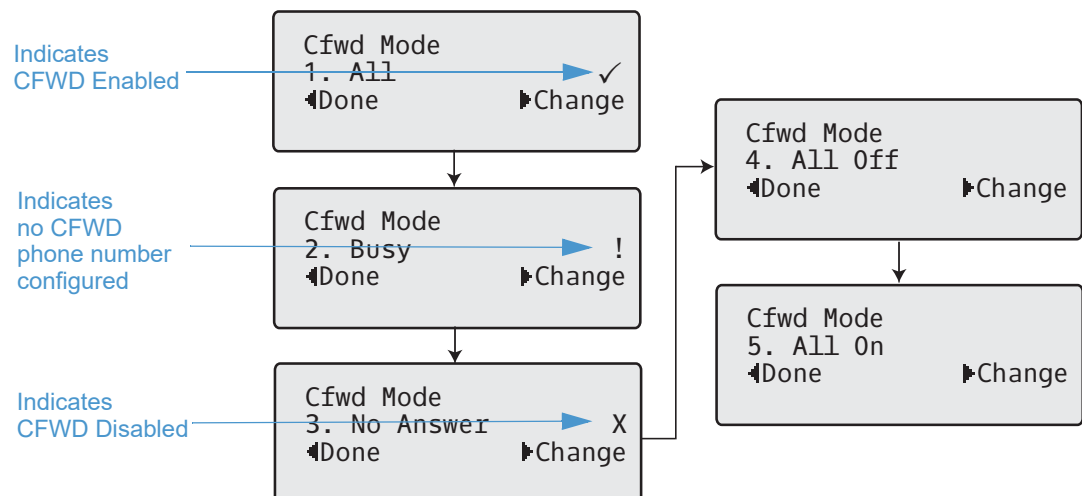 Indicates
CFWD Enabled
Cfwd Mode
1. All ✓
◀Done ▶Change
Indicates
no CFWD
phone number
configured
Cfwd Mode
2. Busy !
◀Done ▶Change
Indicates
CFWD Disabled
Cfwd Mode
3. No Answer X
◀Done ▶Change
Cfwd Mode
4. All Off
◀Done ▶Change
Cfwd Mode
5. All On
◀Done ▶Change